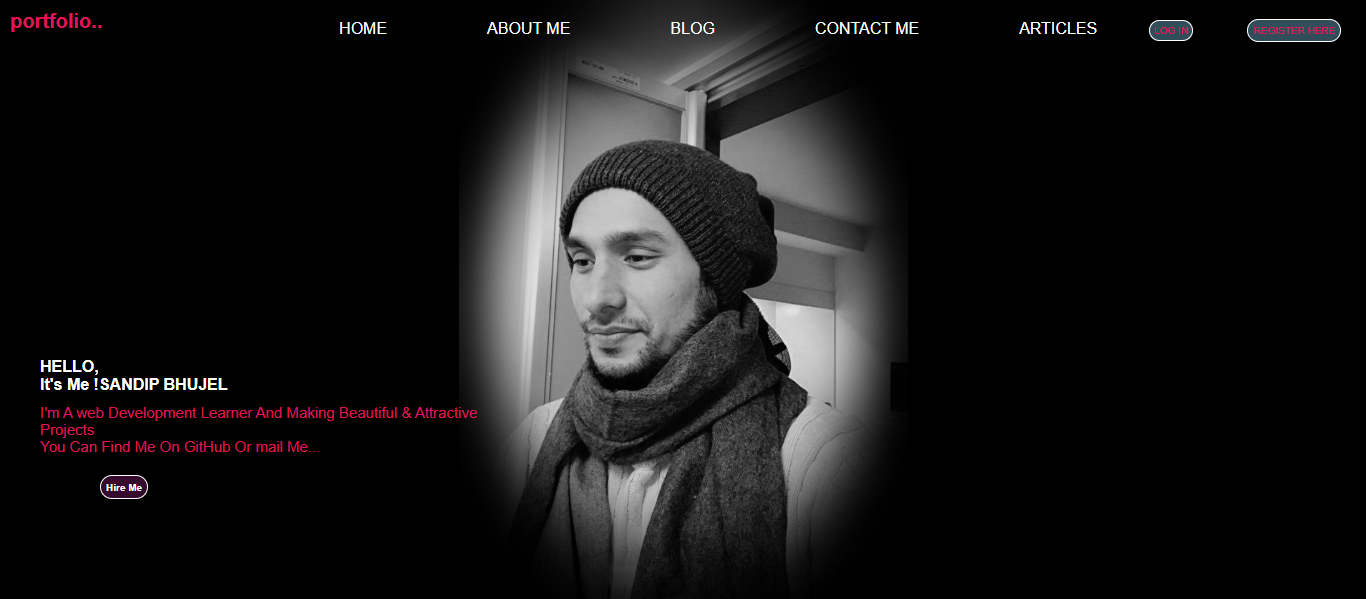 portfolio..
HOME ABOUT ME BLOG CONTACT ME ARTICLES LOG IN REGISTER HERE
HELLO,
It's Me !SANDIP BHUJEL
I'm A web Development Learner And Making Beautiful & Attractive
Projects
You Can Find Me On GitHub Or mail Me...
Hire Me